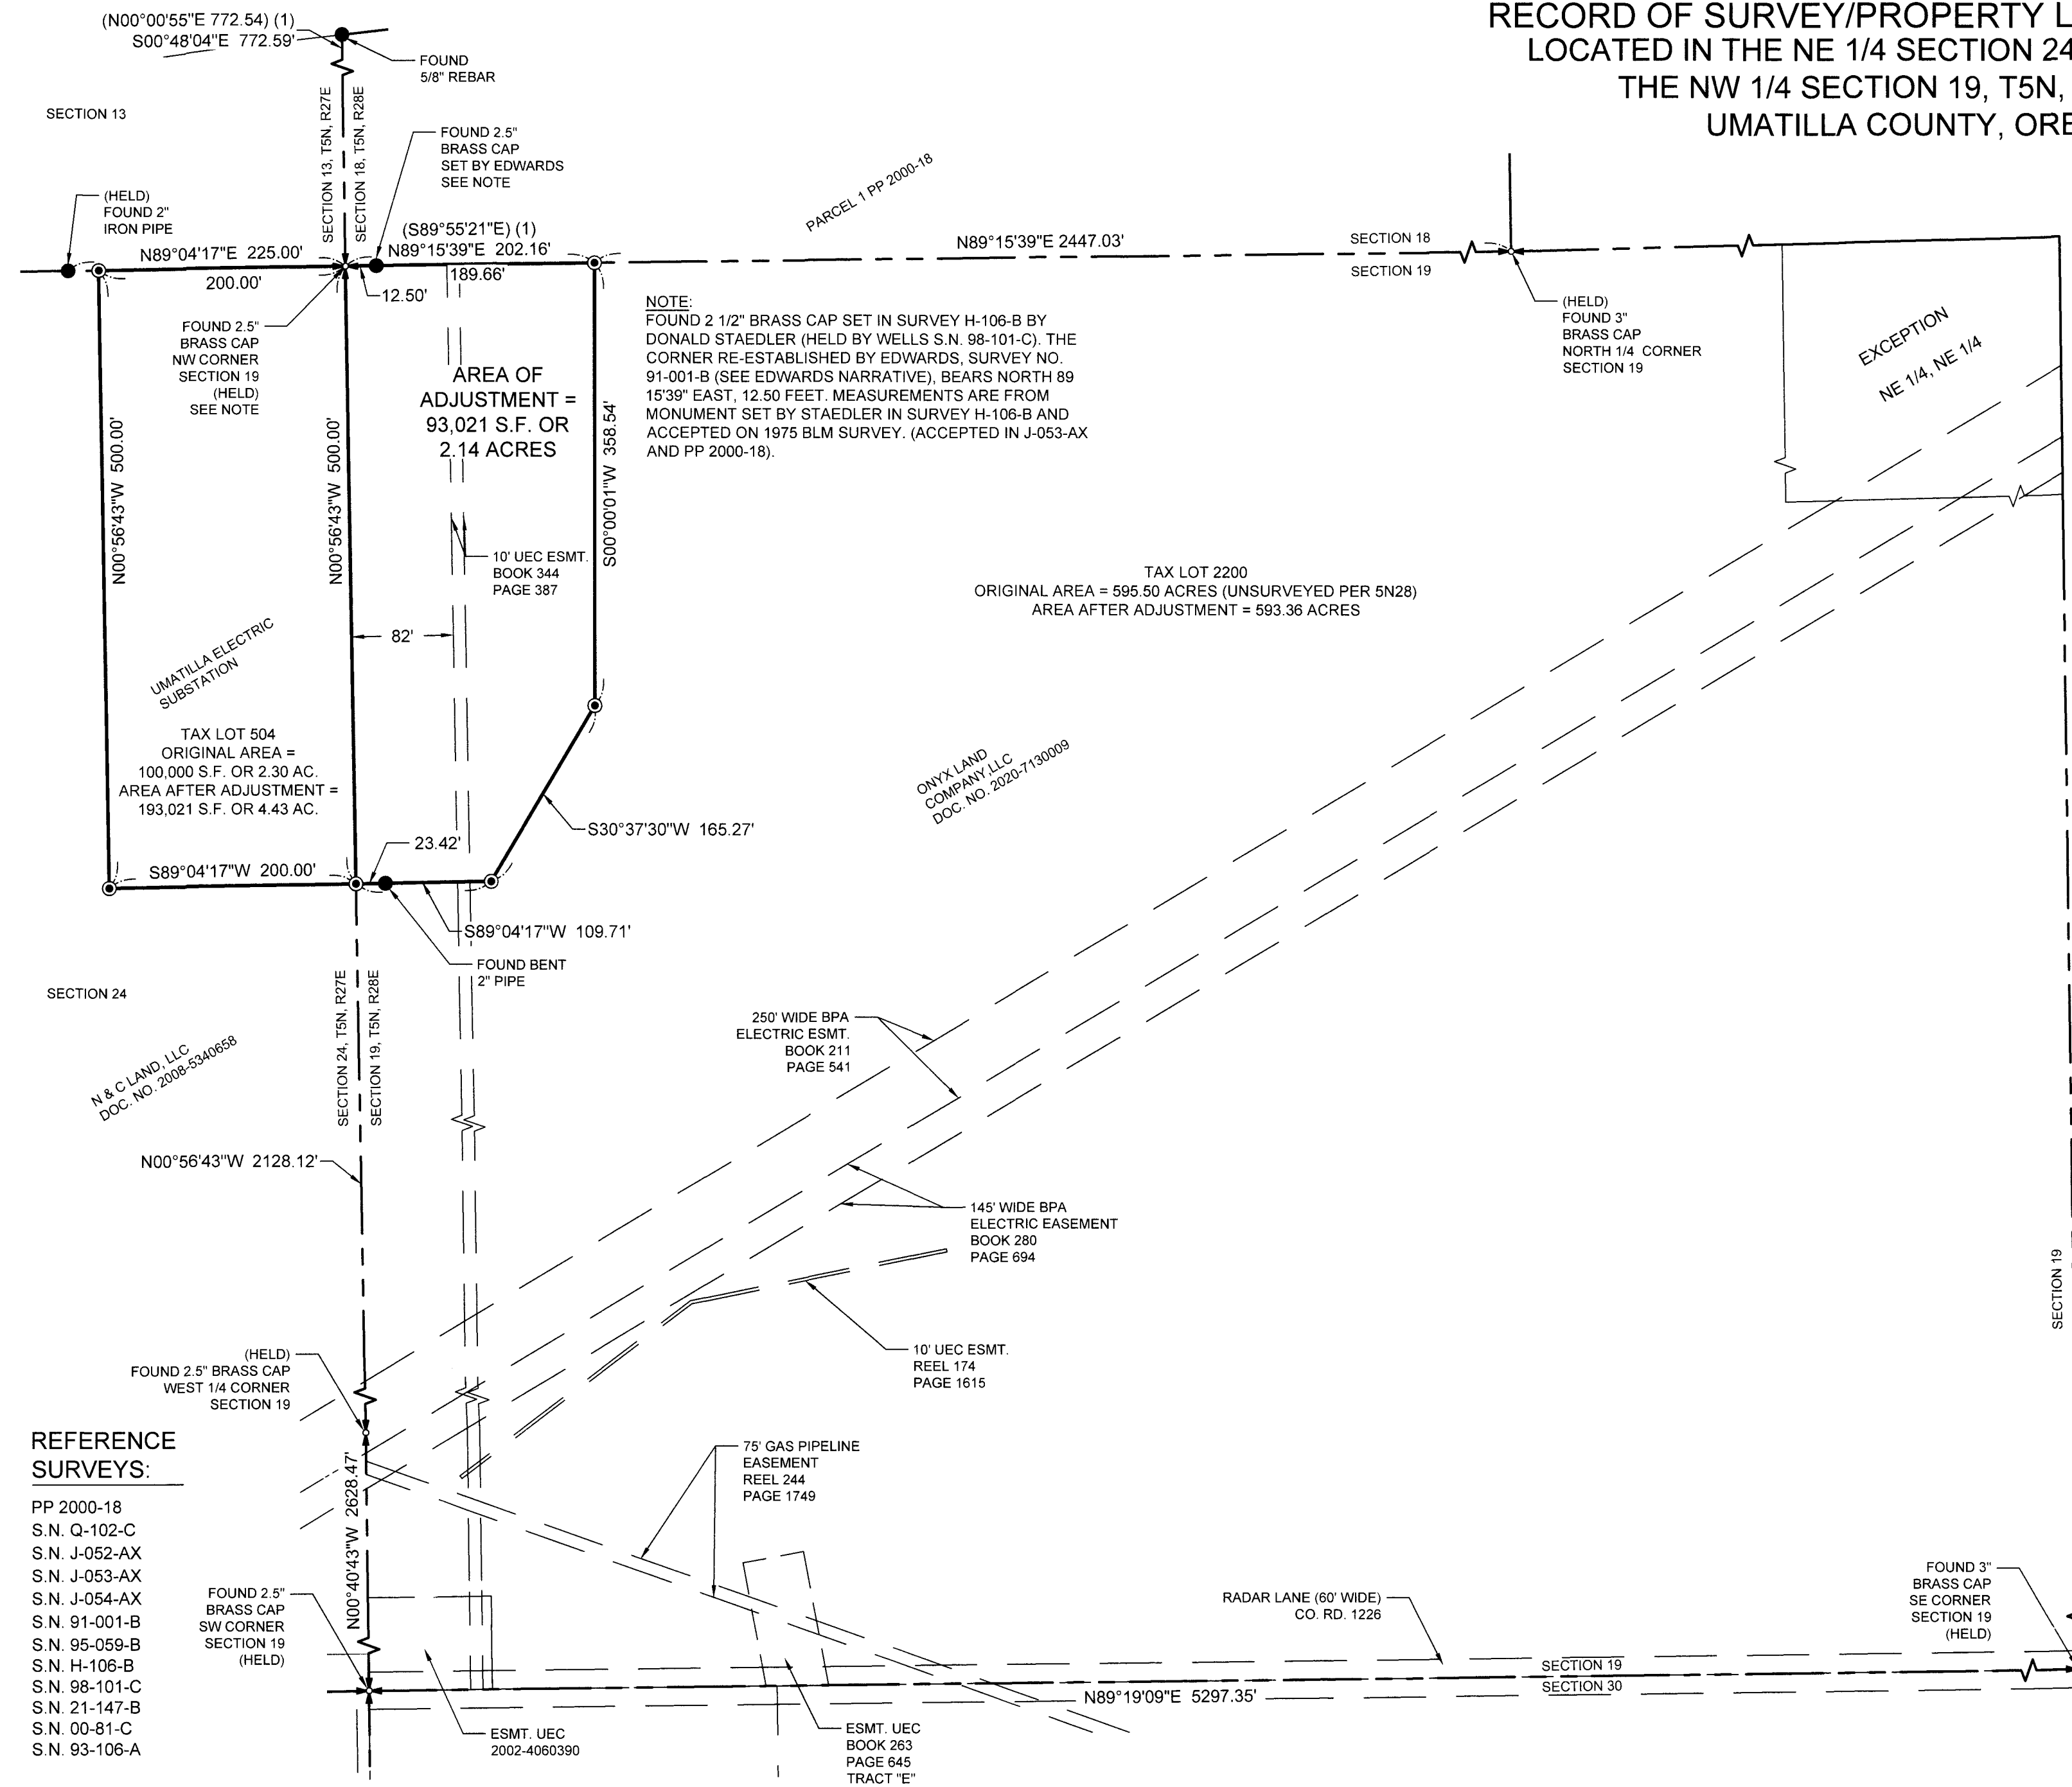 RECORD OF SURVEY/PROPERTY L
LOCATED IN THE NE 1/4 SECTION 24
THE NW 1/4 SECTION 19, T5N,
UMATILLA COUNTY, ORE
(N00°00'55"E 772.54) (1)
S00°48'04"E 772.59'
FOUND
5/8" REBAR
SECTION 13
SECTION 13, T5N, R27E
SECTION 18, T5N, R28E
FOUND 2.5"
BRASS CAP
SET BY EDWARDS
SEE NOTE
(HELD)
FOUND 2"
IRON PIPE
PARCEL 1 PP 2000-18
N89°04'17"E 225.00'
200.00'
(S89°55'21"E) (1)
N89°15'39"E 202.16'
189.66'
12.50'
N89°15'39"E 2447.03'
SECTION 18
SECTION 19
(HELD)
FOUND 3"
BRASS CAP
NORTH 1/4 CORNER
SECTION 19
EXCEPTION
NE 1/4, NE 1/4
FOUND 2.5"
BRASS CAP
NW CORNER
SECTION 19
(HELD)
SEE NOTE
NOTE:
FOUND 2 1/2" BRASS CAP SET IN SURVEY H-106-B BY
DONALD STAEDLER (HELD BY WELLS S.N. 98-101-C). THE
CORNER RE-ESTABLISHED BY EDWARDS, SURVEY NO.
91-001-B (SEE EDWARDS NARRATIVE), BEARS NORTH 89
15'39" EAST, 12.50 FEET. MEASUREMENTS ARE FROM
MONUMENT SET BY STAEDLER IN SURVEY H-106-B AND
ACCEPTED ON 1975 BLM SURVEY. (ACCEPTED IN J-053-AX
AND PP 2000-18).
AREA OF
ADJUSTMENT =
93,021 S.F. OR
2.14 ACRES
N00°56'43"W 500.00'
N00°56'43"W 500.00'
S00°00'01"W 358.54'
10' UEC ESMT.
BOOK 344
PAGE 387
82'
TAX LOT 2200
ORIGINAL AREA = 595.50 ACRES (UNSURVEYED PER 5N28)
AREA AFTER ADJUSTMENT = 593.36 ACRES
UMATILLA ELECTRIC
SUBSTATION
TAX LOT 504
ORIGINAL AREA =
100,000 S.F. OR 2.30 AC.
AREA AFTER ADJUSTMENT =
193,021 S.F. OR 4.43 AC.
ONYX LAND
COMPANY,LLC
DOC. NO. 2020-7130009
S30°37'30"W 165.27'
23.42'
S89°04'17"W 200.00'
S89°04'17"W 109.71'
FOUND BENT
2" PIPE
SECTION 24
SECTION 24, T5N, R27E
SECTION 19, T5N, R28E
N & C LAND, LLC
DOC. NO. 2008-5340658
250' WIDE BPA
ELECTRIC ESMT.
BOOK 211
PAGE 541
N00°56'43"W 2128.12'
145' WIDE BPA
ELECTRIC EASEMENT
BOOK 280
PAGE 694
SECTION 19
10' UEC ESMT.
REEL 174
PAGE 1615
(HELD)
FOUND 2.5" BRASS CAP
WEST 1/4 CORNER
SECTION 19
75' GAS PIPELINE
EASEMENT
REEL 244
PAGE 1749
N00°40'43"W 2628.47'
REFERENCE
SURVEYS:
PP 2000-18
S.N. Q-102-C
S.N. J-052-AX
S.N. J-053-AX
S.N. J-054-AX
S.N. 91-001-B
S.N. 95-059-B
S.N. H-106-B
S.N. 98-101-C
S.N. 21-147-B
S.N. 00-81-C
S.N. 93-106-A
FOUND 2.5"
BRASS CAP
SW CORNER
SECTION 19
(HELD)
RADAR LANE (60' WIDE)
CO. RD. 1226
FOUND 3"
BRASS CAP
SE CORNER
SECTION 19
(HELD)
SECTION 19
SECTION 30
N89°19'09"E 5297.35'
ESMT. UEC
2002-4060390
ESMT. UEC
BOOK 263
PAGE 645
TRACT "E"